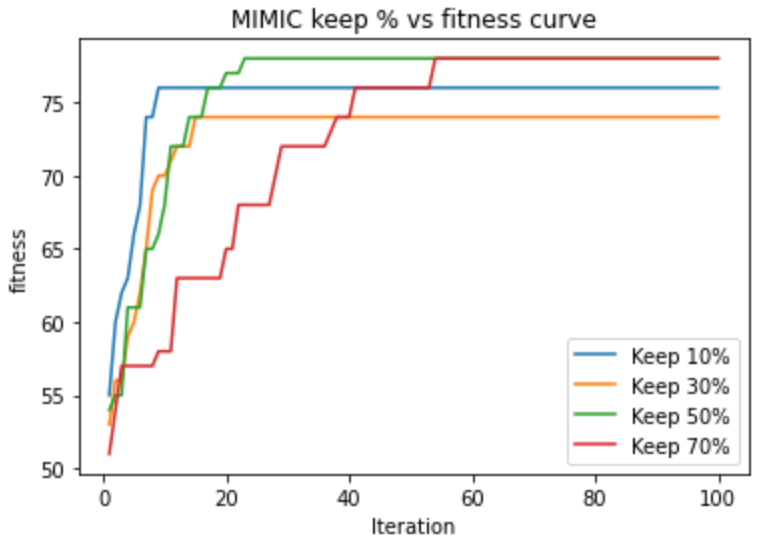 MIMIC keep % vs fitness curve
fitness
75
70
65
60
55
50
0 20 40 60 80 100
Iteration
Keep 10%
Keep 30%
Keep 50%
Keep 70%